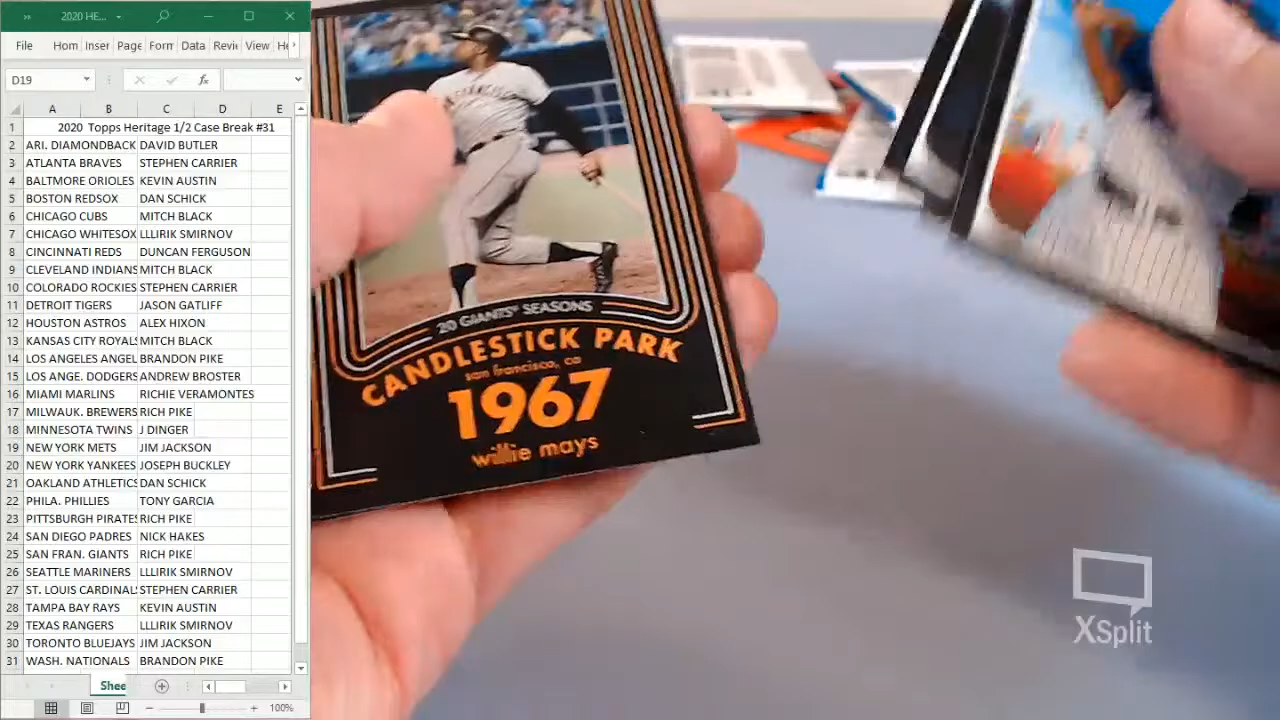 2020 HE...
File Hom Inser Page Forn Data Revie View He
D19
fx
A B C D E
1 2020 Topps Heritage 1/2 Case Break #31
2 ARI. DIAMONDBACK DAVID BUTLER
3 ATLANTA BRAVES STEPHEN CARRIER
4 BALTMORE ORIOLES KEVIN AUSTIN
5 BOSTON REDSOX DAN SCHICK
6 CHICAGO CUBS MITCH BLACK
7 CHICAGO WHITESOX LLLIRIK SMIRNOV
8 CINCINNATI REDS DUNCAN FERGUSON
9 CLEVELAND INDIANS MITCH BLACK
10 COLORADO ROCKIES STEPHEN CARRIER
11 DETROIT TIGERS JASON GATLIFF
12 HOUSTON ASTROS ALEX HIXON
13 KANSAS CITY ROYALS MITCH BLACK
14 LOS ANGELES ANGEL BRANDON PIKE
15 LOS ANGE. DODGERS ANDREW BROSTER
16 MIAMI MARLINS RICHIE VERAMONTES
17 MILWAUK. BREWERS RICH PIKE
18 MINNESOTA TWINS J DINGER
19 NEW YORK METS JIM JACKSON
20 NEW YORK YANKEES JOSEPH BUCKLEY
21 OAKLAND ATHLETICS DAN SCHICK
22 PHILA. PHILLIES TONY GARCIA
23 PITTSBURGH PIRATES RICH PIKE
24 SAN DIEGO PADRES NICK HAKES
25 SAN FRAN. GIANTS RICH PIKE
26 SEATTLE MARINERS LLLIRIK SMIRNOV
27 ST. LOUIS CARDINALS STEPHEN CARRIER
28 TAMPA BAY RAYS KEVIN AUSTIN
29 TEXAS RANGERS LLLIRIK SMIRNOV
30 TORONTO BLUEJAYS JIM JACKSON
31 WASH. NATIONALS BRANDON PIKE
Shee
100%
20 GIANTS SEASONS
CANDLESTICK PARK
san francisco, ca
1967
willie mays
XSplit